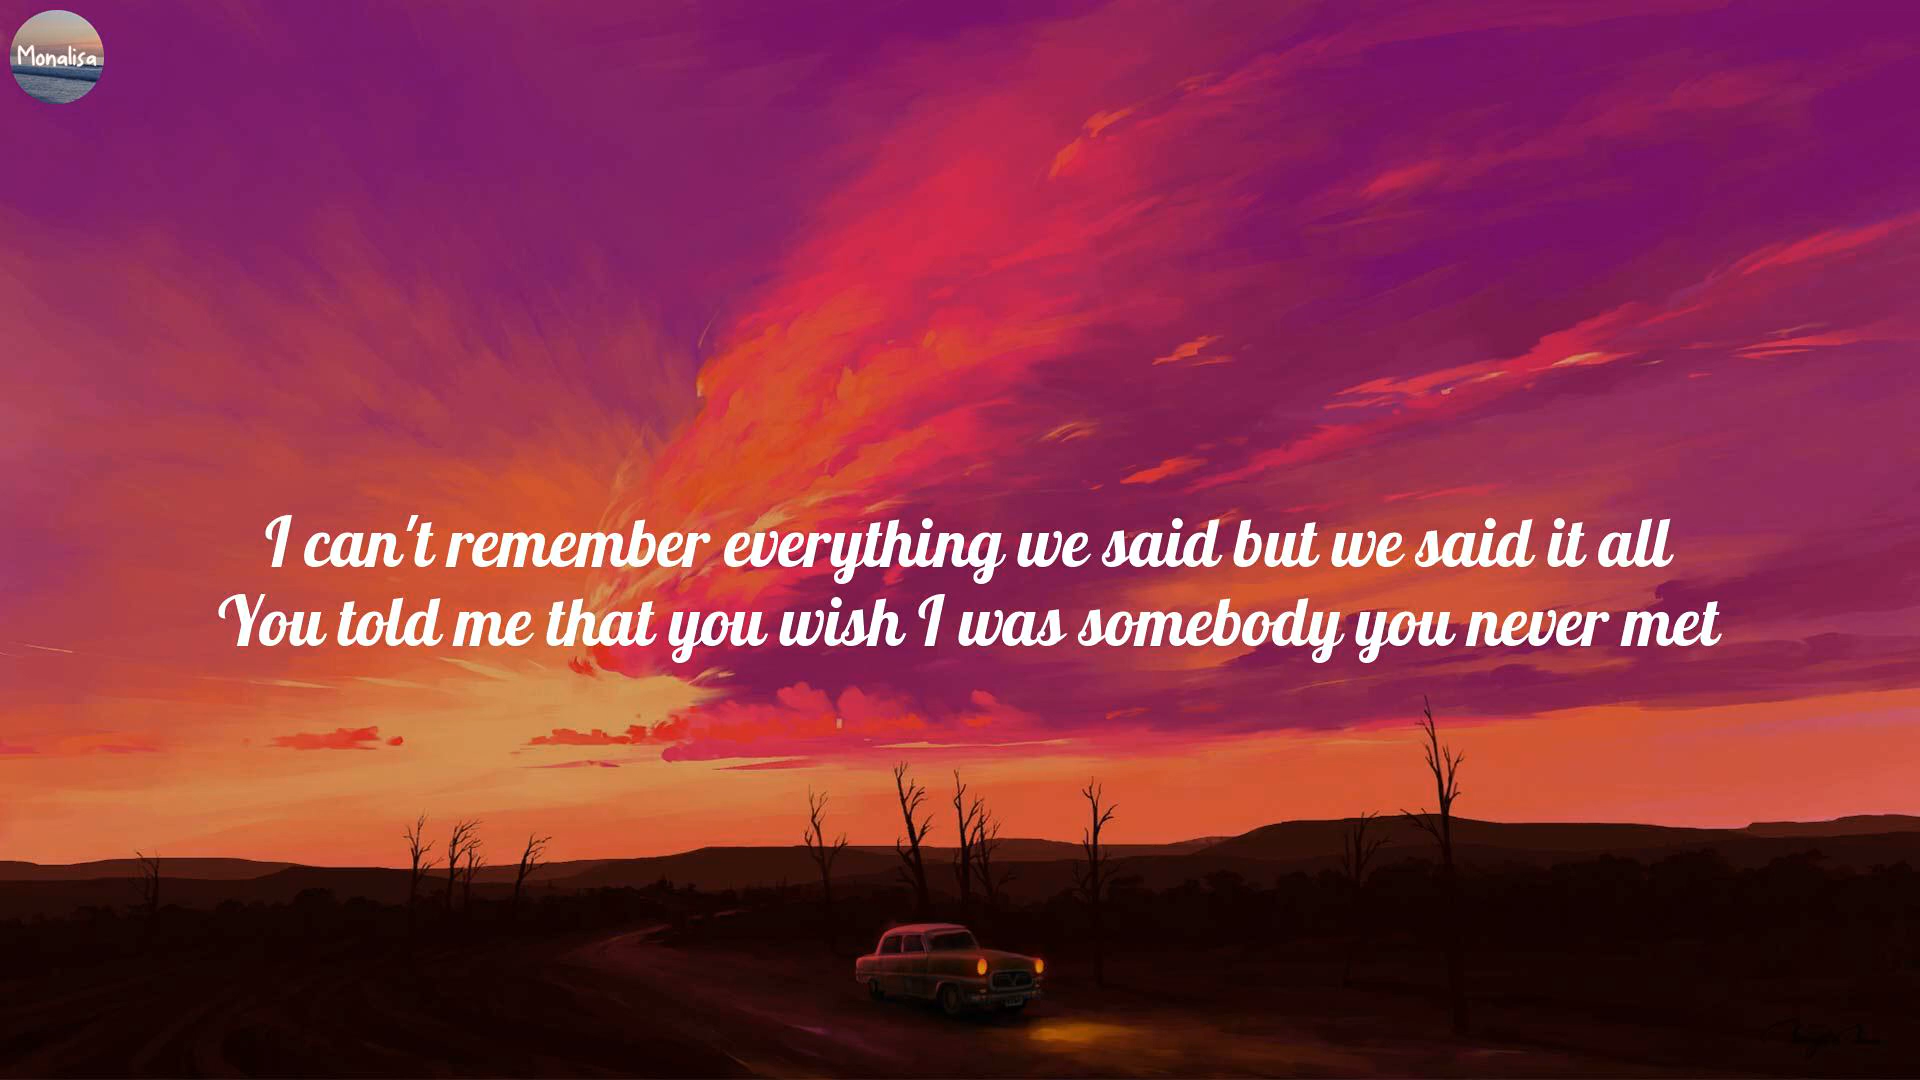 Monalisa
I can't remember everything we said but we said it all
You told me that you wish I was somebody you never met